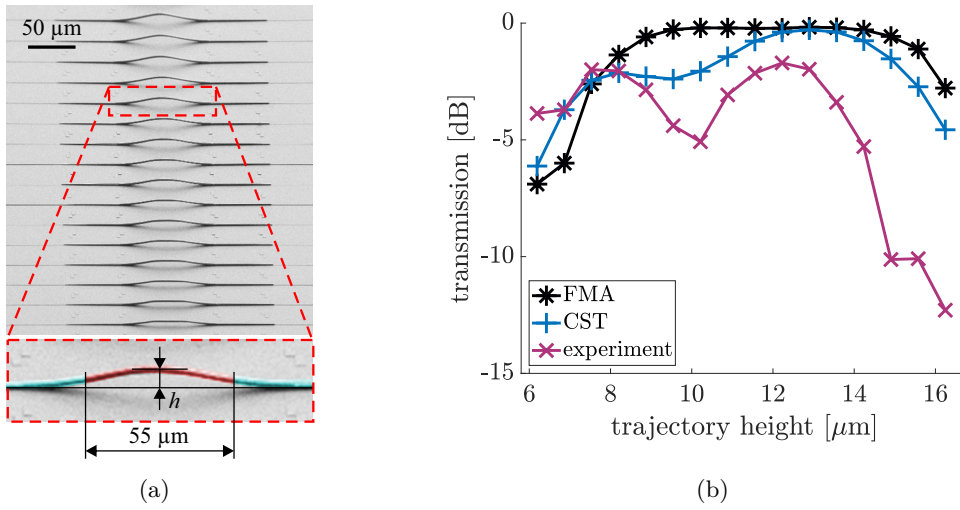 50 µm
h
55 µm
(a)
0
-5
-10
-15
transmission [dB]
FMA
CST
experiment
6 8 10 12 14 16
trajectory height [µm]
(b)